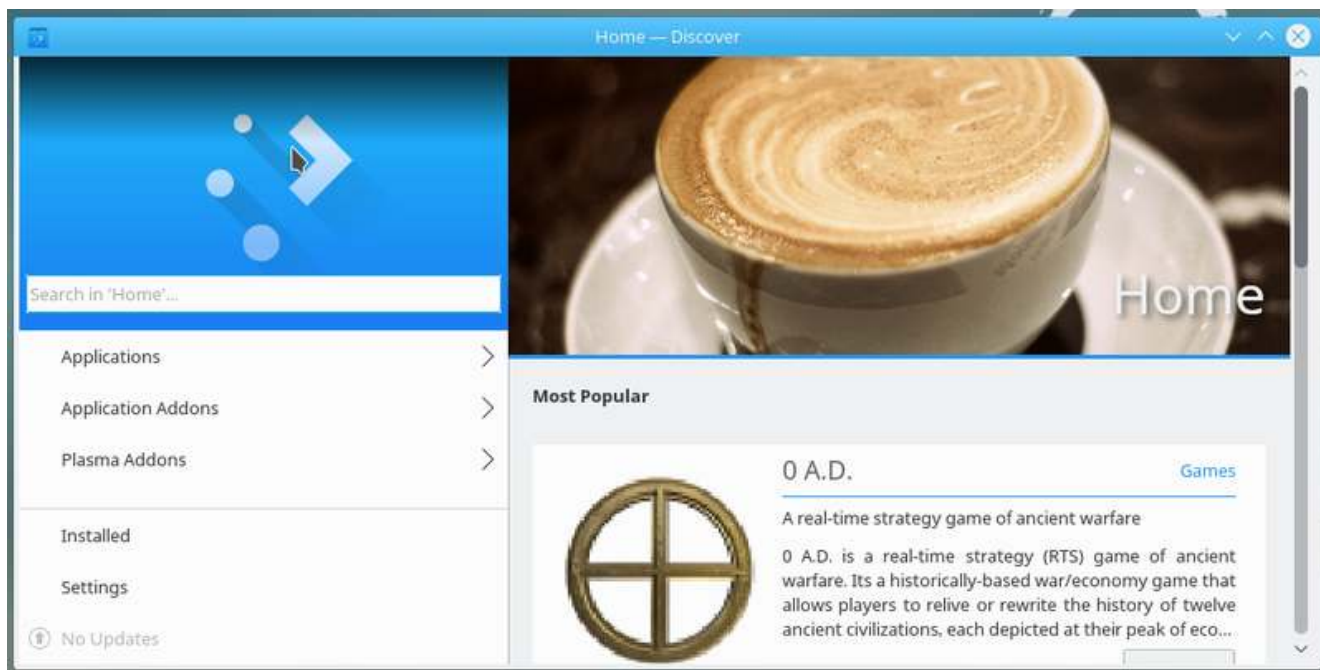 Home — Discover
Search in 'Home'...
Applications
Application Addons
Plasma Addons
Installed
Settings
No Updates
Home
Most Popular
0 A.D.
Games
A real-time strategy game of ancient warfare
0 A.D. is a real-time strategy (RTS) game of ancient
warfare. Its a historically-based war/economy game that
allows players to relive or rewrite the history of twelve
ancient civilizations, each depicted at their peak of eco...